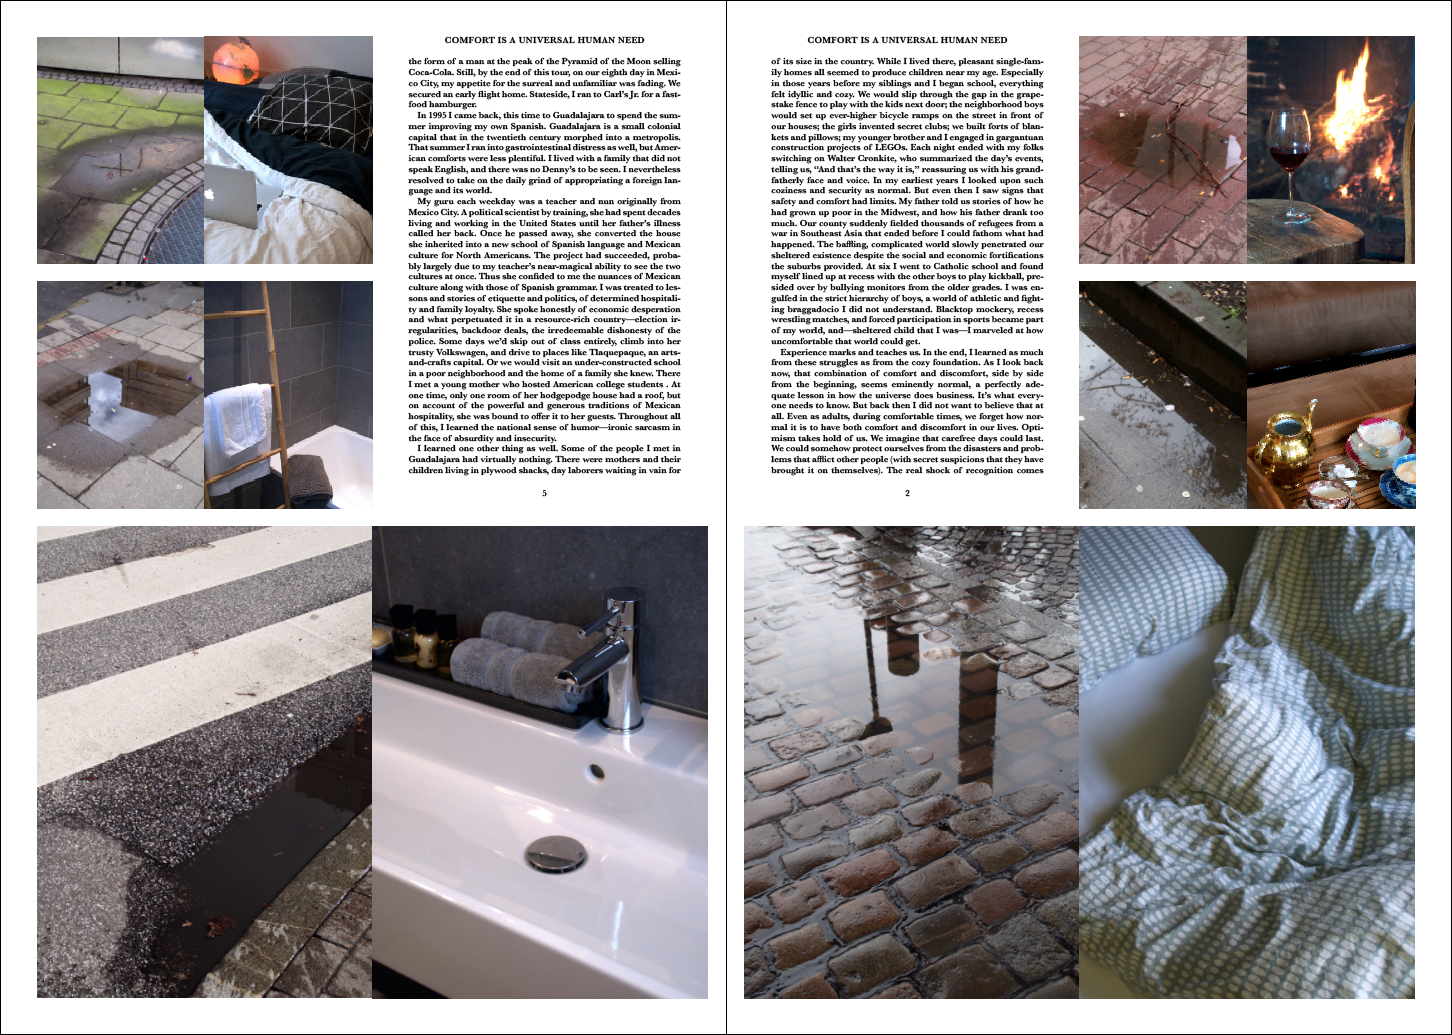 COMFORT IS A UNIVERSAL HUMAN NEED
the form of a man at the peak of the Pyramid of the Moon selling
Coca-Cola. Still, by the end of this tour, on our eighth day in Mexi-
co City, my appetite for the surreal and unfamiliar was fading. We
secured an early flight home. Stateside, I ran to Carl's Jr. for a fast-
food hamburger.
In 1995 I came back, this time to Guadalajara to spend the sum-
mer improving my own Spanish. Guadalajara is a small colonial
capital that in the twentieth century morphed into a metropolis.
That summer I ran into gastrointestinal distress as well, but Amer-
ican comforts were less plentiful. I lived with a family that did not
speak English, and there was no Denny's to be seen. I nevertheless
resolved to take on the daily grind of appropriating a foreign lan-
guage and its world.
My guru each weekday was a teacher and nun originally from
Mexico City. A political scientist by training, she had spent decades
living and working in the United States until her father's illness
called her back. Once he passed away, she converted the house
she inherited into a new school of Spanish language and Mexican
culture for North Americans. The project had succeeded, proba-
bly largely due to my teacher's near-magical ability to see the two
cultures at once. Thus she confided to me the nuances of Mexican
culture along with those of Spanish grammar. I was treated to les-
sons and stories of etiquette and politics, of determined hospitali-
ty and family loyalty. She spoke honestly of economic desperation
and what perpetuated it in a resource-rich country—election ir-
regularities, backdoor deals, the irredeemable dishonesty of the
police. Some days we'd skip out of class entirely, climb into her
trusty Volkswagen, and drive to places like Tlaquepaque, an arts-
and-crafts capital. Or we would visit an under-constructed school
in a poor neighborhood and the home of a family she knew. There
I met a young mother who hosted American college students . At
one time, only one room of her hodgepodge house had a roof, but
on account of the powerful and generous traditions of Mexican
hospitality, she was bound to offer it to her guests. Throughout all
of this, I learned the national sense of humor—ironic sarcasm in
the face of absurdity and insecurity.
I learned one other thing as well. Some of the people I met in
Guadalajara had virtually nothing. There were mothers and their
children living in plywood shacks, day laborers waiting in vain for
5
COMFORT IS A UNIVERSAL HUMAN NEED
of its size in the country. While I lived there, pleasant single-fam-
ily homes all seemed to produce children near my age. Especially
in those years before my siblings and I began school, everything
felt idyllic and cozy. We would slip through the gap in the grape-
stake fence to play with the kids next door; the neighborhood boys
would set up ever-higher bicycle ramps on the street in front of
our houses; the girls invented secret clubs; we built forts of blan-
kets and pillows; my younger brother and I engaged in gargantuan
construction projects of LEGOs. Each night ended with my folks
switching on Walter Cronkite, who summarized the day's events,
telling us, “And that's the way it is,” reassuring us with his grand-
fatherly face and voice. In my earliest years I looked upon such
coziness and security as normal. But even then I saw signs that
safety and comfort had limits. My father told us stories of how he
had grown up poor in the Midwest, and how his father drank too
much. Our county suddenly fielded thousands of refugees from a
war in Southeast Asia that ended before I could fathom what had
happened. The baffling, complicated world slowly penetrated our
sheltered existence despite the social and economic fortifications
the suburbs provided. At six I went to Catholic school and found
myself lined up at recess with the other boys to play kickball, pre-
sided over by bullying monitors from the older grades. I was en-
gulfed in the strict hierarchy of boys, a world of athletic and fight-
ing braggadocio I did not understand. Blacktop mockery, recess
wrestling matches, and forced participation in sports became part
of my world, and—sheltered child that I was—I marveled at how
uncomfortable that world could get.
Experience marks and teaches us. In the end, I learned as much
from these struggles as from the cozy foundation. As I look back
now, that combination of comfort and discomfort, side by side
from the beginning, seems eminently normal, a perfectly ade-
quate lesson in how the universe does business. It's what every-
one needs to know. But back then I did not want to believe that at
all. Even as adults, during comfortable times, we forget how nor-
mal it is to have both comfort and discomfort in our lives. Opti-
mism takes hold of us. We imagine that carefree days could last.
We could somehow protect ourselves from the disasters and prob-
lems that afflict other people (with secret suspicions that they have
brought it on themselves). The real shock of recognition comes
2